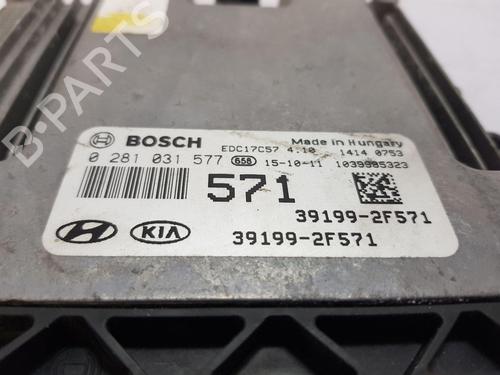 BOSCH EDC17C57 4.10 Made in Hungary
0 281 031 577 658 15-10-11 1414 0753
1039S85323
571
39199-2F571
KIA 39199-2F571
B-PARTS